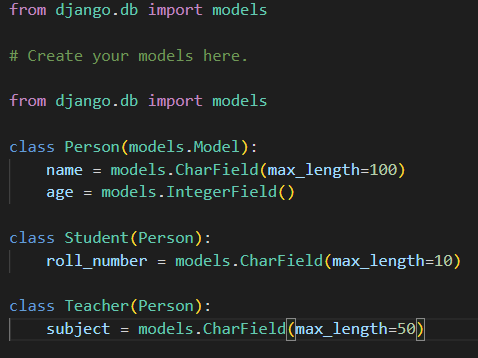 from django.db import models
# Create your models here.
from django.db import models
class Person(models.Model):
    name = models.CharField(max_length=100)
    age = models.IntegerField()
class Student(Person):
    roll_number = models.CharField(max_length=10)
class Teacher(Person):
    subject = models.CharField(max_length=50)